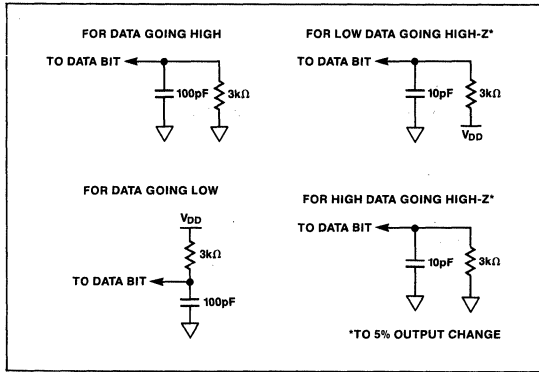 FOR DATA GOING HIGH
TO DATA BIT
100pF
3kΩ
FOR LOW DATA GOING HIGH-Z*
TO DATA BIT
10pF
3kΩ
VDD
FOR DATA GOING LOW
VDD
3kΩ
TO DATA BIT
100pF
FOR HIGH DATA GOING HIGH-Z*
TO DATA BIT
10pF
3kΩ
*TO 5% OUTPUT CHANGE